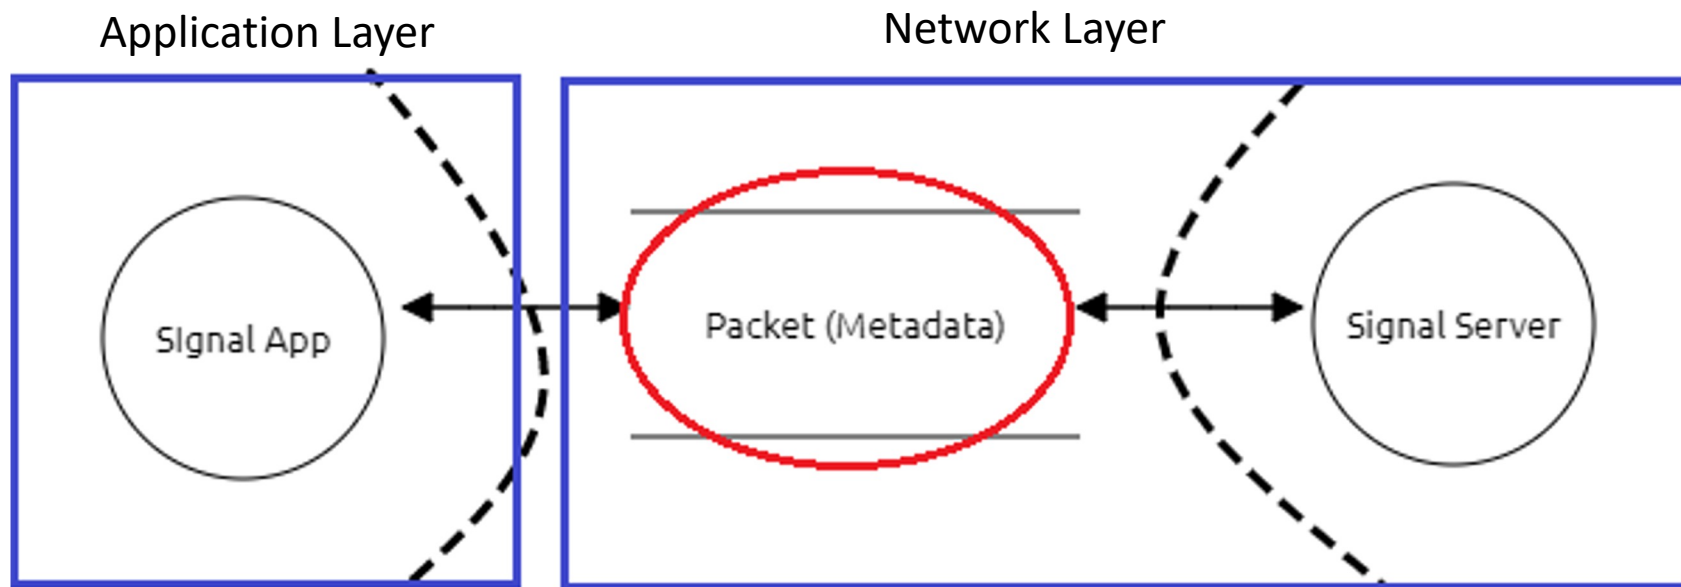 Application Layer
Network Layer
SIgnal App
Packet (Metadata)
Signal Server